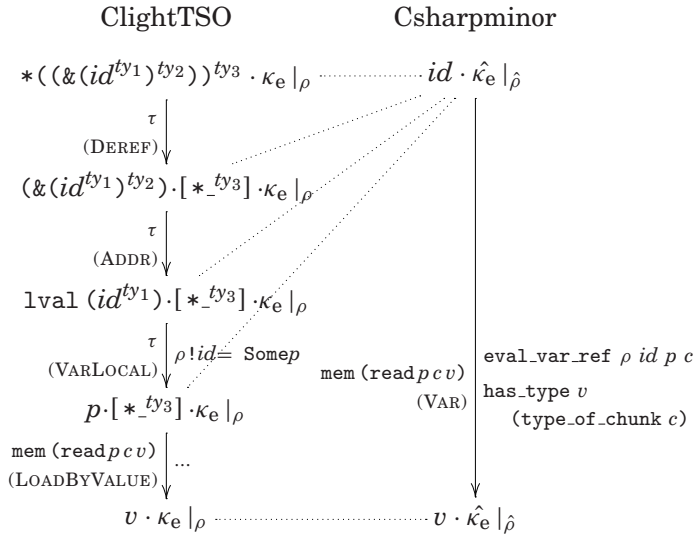 ClightTSO Csharpminor
*((&(id^ty1)^ty2))^ty3 · κe |ρ id · κ̂e |ρ̂
τ
(DEREF)
(&(id^ty1)^ty2)·[*_^ty3]·κe |ρ
τ
(ADDR)
lval (id^ty1)·[*_^ty3]·κe |ρ
τ ρ!id= Some p
(VARLOCAL)
mem (read p c v) eval_var_ref ρ id p c
(VAR) has_type v
(type_of_chunk c)
p·[*_^ty3]·κe |ρ
mem (read p c v) ...
(LOADBYVALUE)
v · κe |ρ v · κ̂e |ρ̂